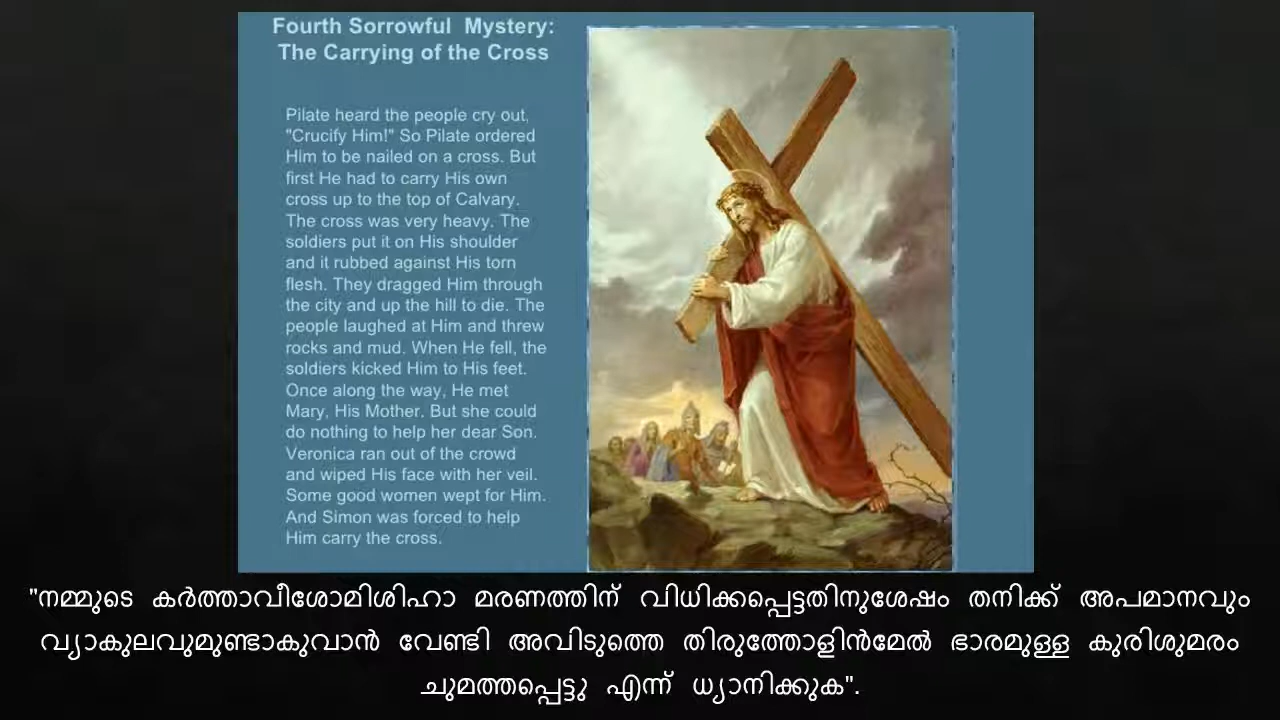 Fourth Sorrowful Mystery:
The Carrying of the Cross
Pilate heard the people cry out,
"Crucify Him!" So Pilate ordered
Him to be nailed on a cross. But
first He had to carry His own
cross up to the top of Calvary.
The cross was very heavy. The
soldiers put it on His shoulder
and it rubbed against His torn
flesh. They dragged Him through
the city and up the hill to die. The
people laughed at Him and threw
rocks and mud. When He fell, the
soldiers kicked Him to His feet.
Once along the way, He met
Mary, His Mother. But she could
do nothing to help her dear Son.
Veronica ran out of the crowd
and wiped His face with her veil.
Some good women wept for Him.
And Simon was forced to help
Him carry the cross.
"നമ്മുടെ കർത്താവീശോമിശിഹാ മരണത്തിന് വിധിക്കപ്പെട്ടതിനുശേഷം തനിക്ക് അപമാനവും
വ്യാകുലവുമുണ്ടാകുവാൻ വേണ്ടി അവിടുത്തെ തിരുത്തോളിൻമേൽ ഭാരമുള്ള കുരിശുമരം
ചുമത്തപ്പെട്ടു എന്ന് ധ്യാനിക്കുക".